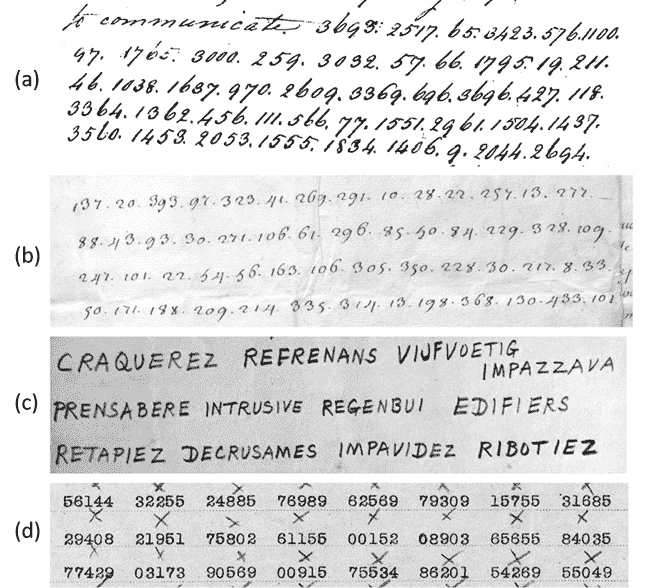 to communicate 3693. 2517. 65. 3423. 576. 1100.
(a)
97. 1765. 3000. 259. 3032. 57. 66. 1795. 19. 211.
46. 1038. 1637. 970. 2609. 3369. 696. 3696. 427. 118.
3364. 1362. 456. 111. 566. 77. 1551. 2961. 1504. 1437.
3560. 1453. 2053. 1555. 1834. 1406. 9. 2044. 2694.
137. 20. 393. 97. 323. 41. 269. 291. 10. 28. 22. 257. 13. 277.
(b)
88. 43. 93. 30. 271. 106. 61. 296. 85. 50. 84. 229. 328. 109.
247. 101. 22. 54. 56. 163. 106. 305. 350. 228. 30. 217. 8. 33.
50. 171. 188. 209. 214. 335. 314. 13. 198. 368. 130. 433. 101
CRAQUEREZ REFRENANS VIJFVOETIG
IMPAZZAVA
(c)
PRENSABERE INTRUSIVE REGENBUI EDIFIERS
RETAPIEZ DECRUSAMES IMPAVIDEZ RIBOTIEZ
56144 32255 24885 76989 62569 79309 15755 31685
(d)
29408 21951 75802 61155 00152 08903 65655 84035
77429 03173 90569 00915 75534 86201 54269 55049